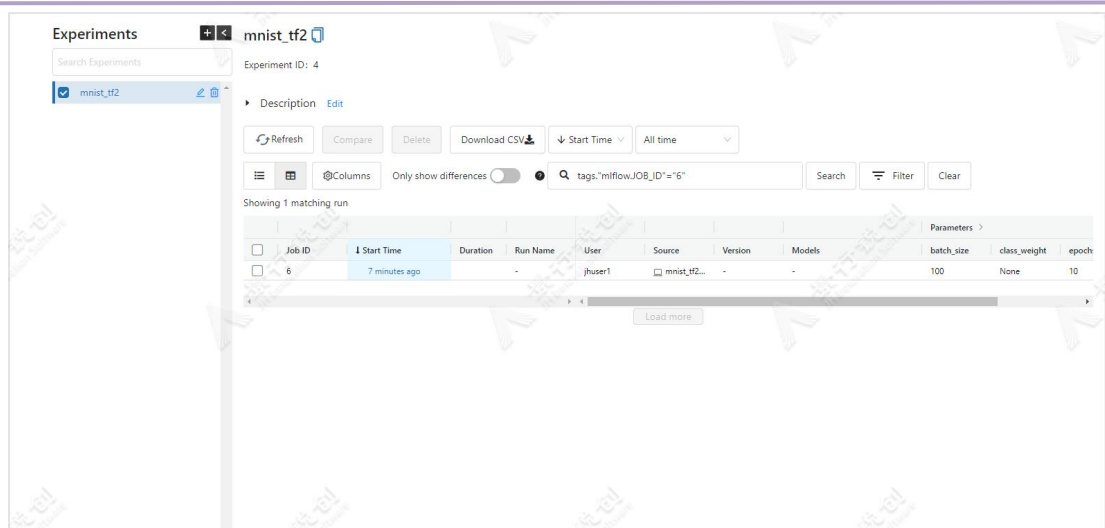 Experiments
Search Experiments
mnist_tf2
mnist_tf2
Experiment ID: 4
Description Edit
Refresh Compare Delete Download CSV Start Time All time
Columns Only show differences tags."mlflow.JOB_ID"="6" Search Filter Clear
Showing 1 matching run
Parameters >
Job ID Start Time Duration Run Name User Source Version Models batch_size class_weight epochs
6 7 minutes ago - jhuser1 mnist_tf2... - - 100 None 10
Load more